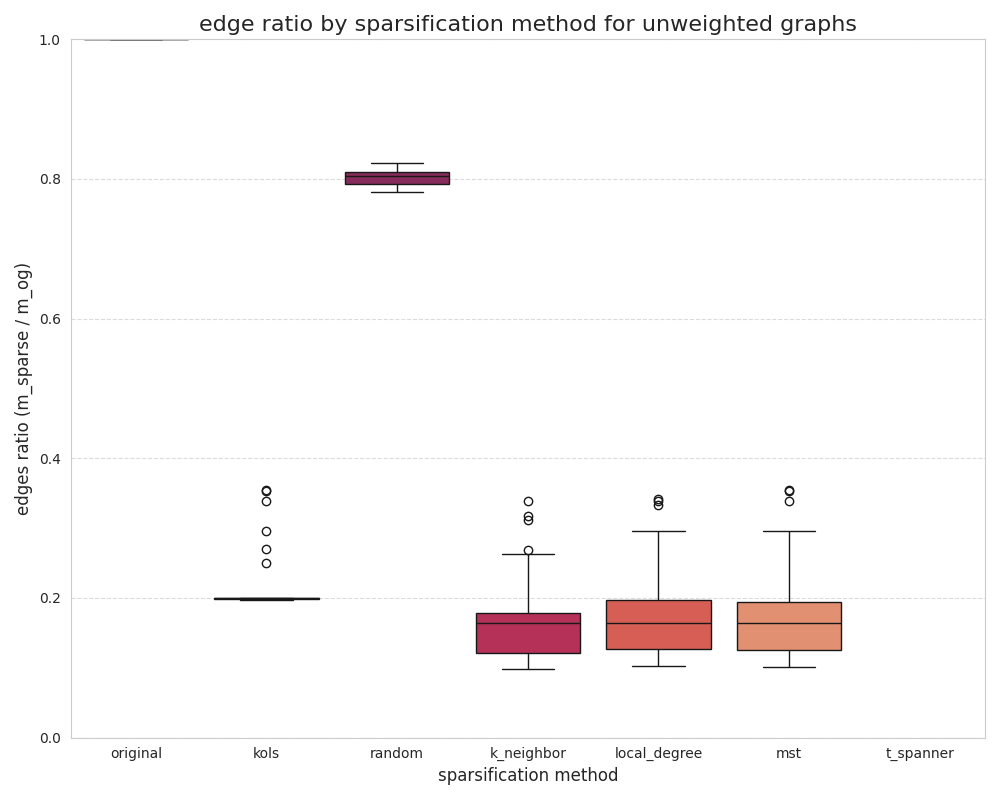 edge ratio by sparsification method for unweighted graphs
edges ratio (m_sparse / m_og)
1.0
0.8
0.6
0.4
0.2
0.0
original kols random k_neighbor local_degree mst t_spanner
sparsification method